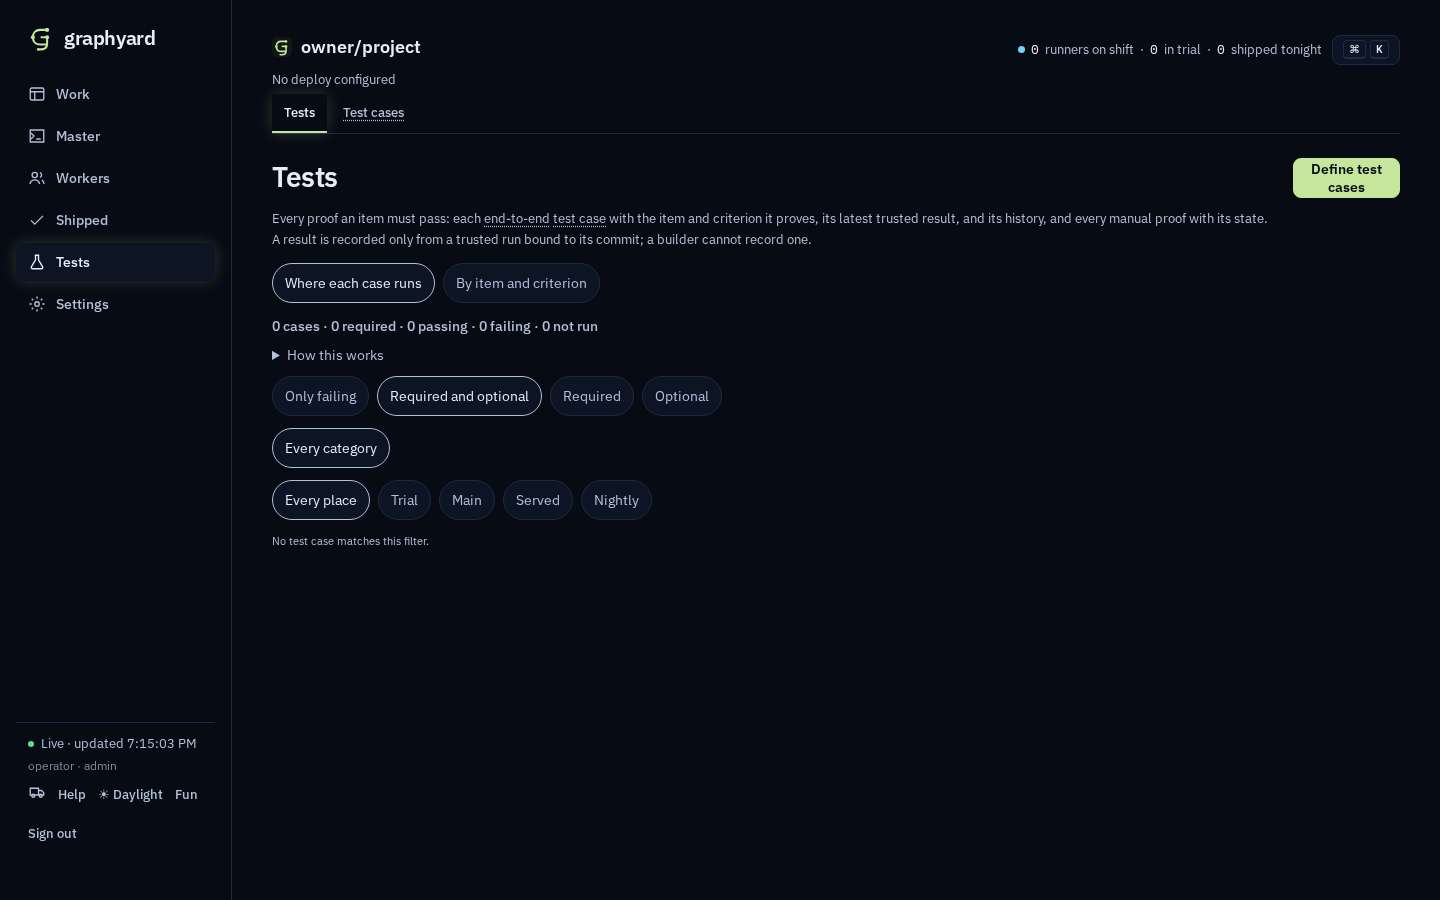 graphyard
Work
Master
Workers
Shipped
Tests
Settings
Live · updated 7:15:03 PM
operator · admin
Help
☀ Daylight
Fun
Sign out
owner/project
0 runners on shift · 0 in trial · 0 shipped tonight
⌘ K
No deploy configured
Tests
Test cases
Tests
Define test
cases
Every proof an item must pass: each end-to-end test case with the item and criterion it proves, its latest trusted result, and its history, and every manual proof with its state.
A result is recorded only from a trusted run bound to its commit; a builder cannot record one.
Where each case runs
By item and criterion
0 cases · 0 required · 0 passing · 0 failing · 0 not run
▶ How this works
Only failing
Required and optional
Required
Optional
Every category
Every place
Trial
Main
Served
Nightly
No test case matches this filter.